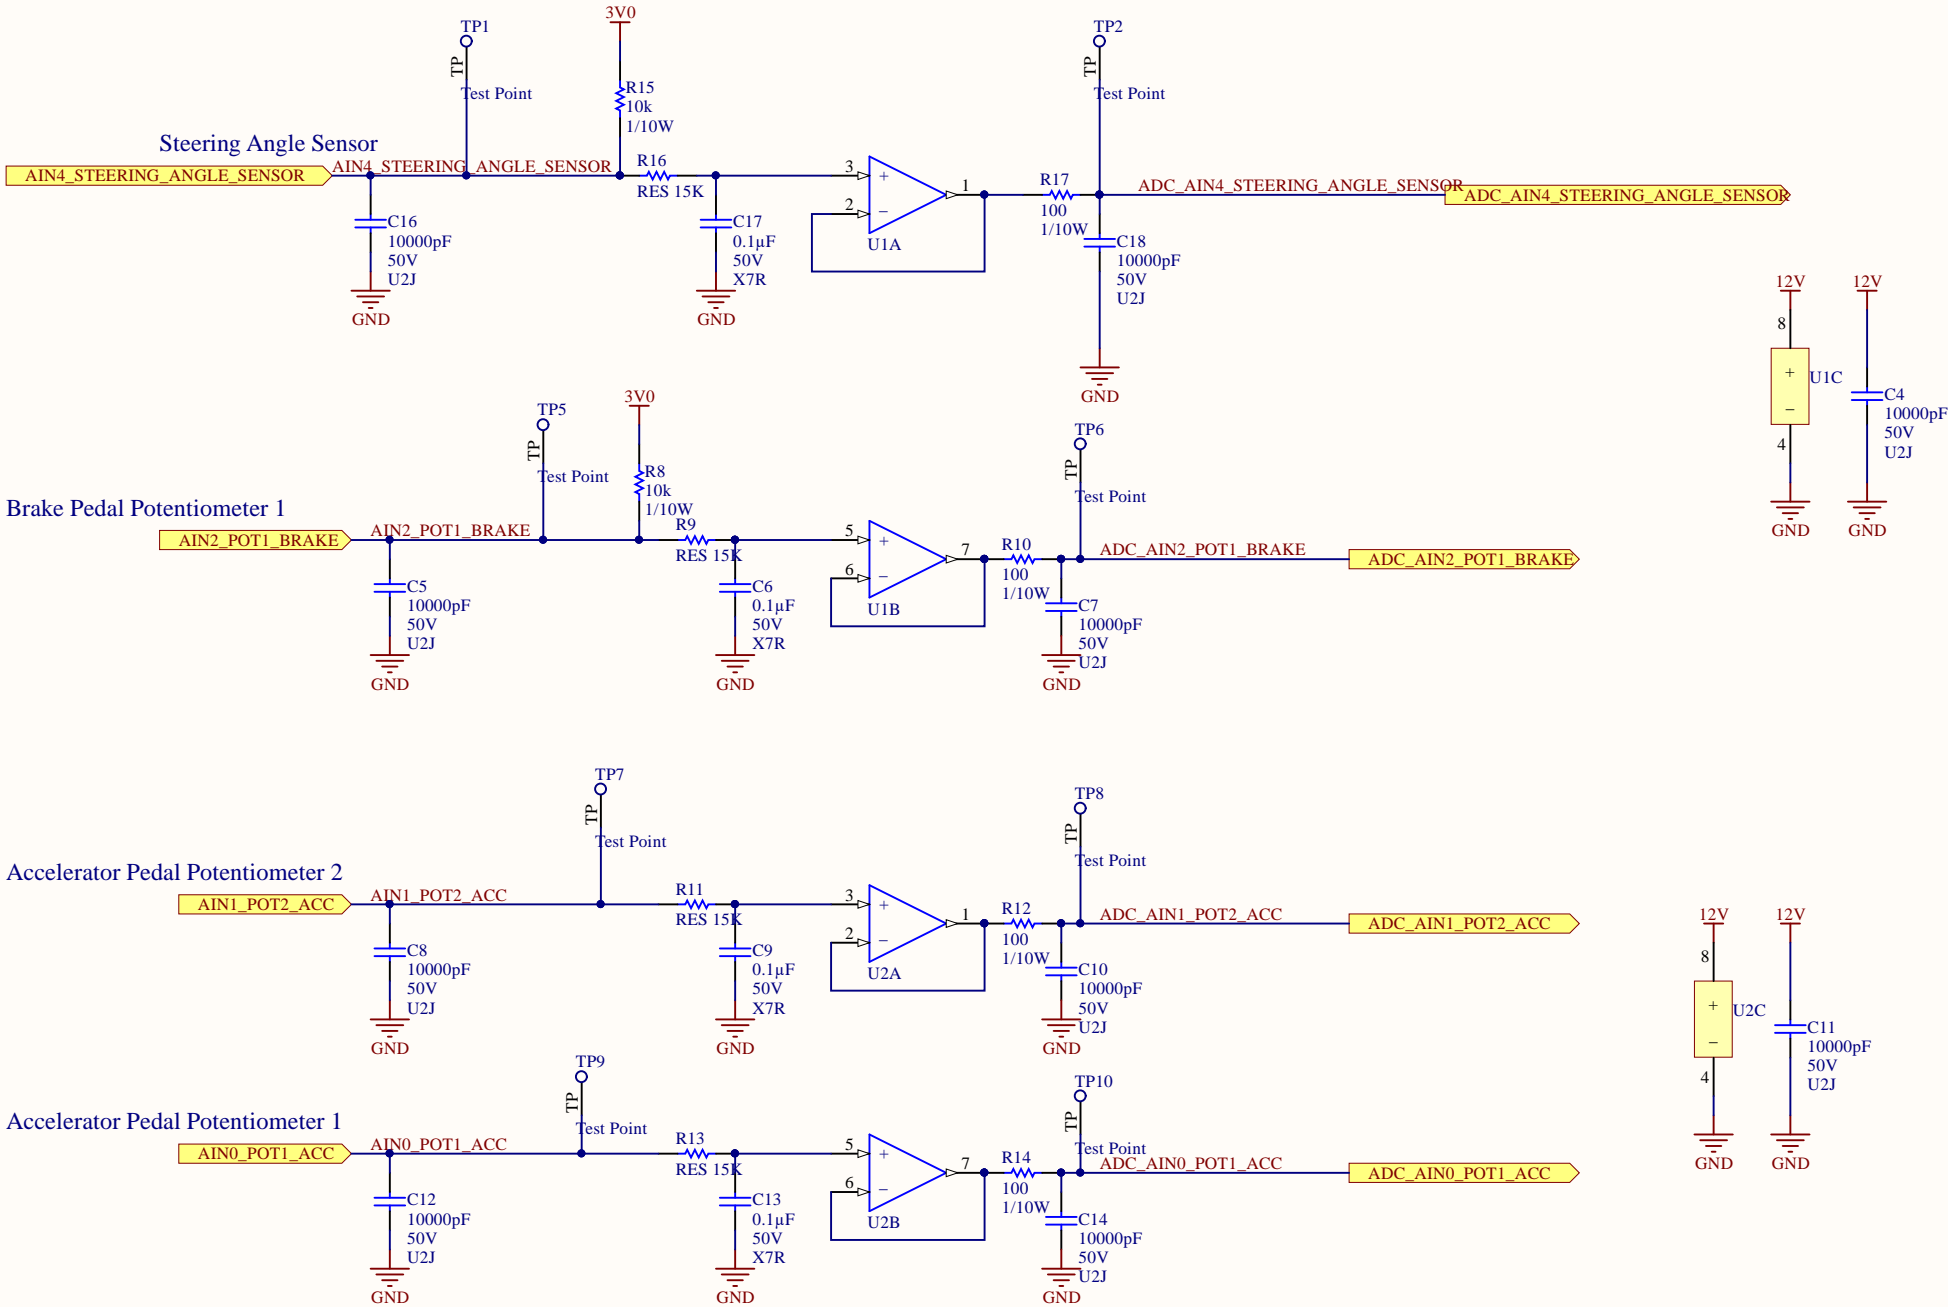 3V0
TP1
TP
Test Point
R15
10k
1/10W
TP2
TP
Test Point
Steering Angle Sensor
AIN4_STEERING_ANGLE_SENSOR
AIN4_STEERING_ANGLE_SENSOR
R16
RES 15K
3
+
2
−
1
U1A
R17
100
1/10W
ADC_AIN4_STEERING_ANGLE_SENSOR
ADC_AIN4_STEERING_ANGLE_SENSOR
C16
10000pF
50V
U2J
GND
C17
0.1µF
50V
X7R
GND
C18
10000pF
50V
U2J
GND
12V
8
+
−
4
U1C
GND
12V
C4
10000pF
50V
U2J
GND
TP5
TP
Test Point
3V0
R8
10k
1/10W
TP6
TP
Test Point
Brake Pedal Potentiometer 1
AIN2_POT1_BRAKE
AIN2_POT1_BRAKE
R9
RES 15K
5
+
6
−
7
U1B
R10
100
1/10W
ADC_AIN2_POT1_BRAKE
ADC_AIN2_POT1_BRAKE
C5
10000pF
50V
U2J
GND
C6
0.1µF
50V
X7R
GND
C7
10000pF
50V
U2J
GND
TP7
TP
Test Point
TP8
TP
Test Point
Accelerator Pedal Potentiometer 2
AIN1_POT2_ACC
AIN1_POT2_ACC
R11
RES 15K
3
+
2
−
1
U2A
R12
100
1/10W
ADC_AIN1_POT2_ACC
ADC_AIN1_POT2_ACC
C8
10000pF
50V
U2J
GND
C9
0.1µF
50V
X7R
GND
C10
10000pF
50V
U2J
GND
12V
8
+
−
4
U2C
GND
12V
C11
10000pF
50V
U2J
GND
TP9
TP
Test Point
TP10
TP
Test Point
Accelerator Pedal Potentiometer 1
AIN0_POT1_ACC
AIN0_POT1_ACC
R13
RES 15K
5
+
6
−
7
U2B
R14
100
1/10W
ADC_AIN0_POT1_ACC
ADC_AIN0_POT1_ACC
C12
10000pF
50V
U2J
GND
C13
0.1µF
50V
X7R
GND
C14
10000pF
50V
U2J
GND